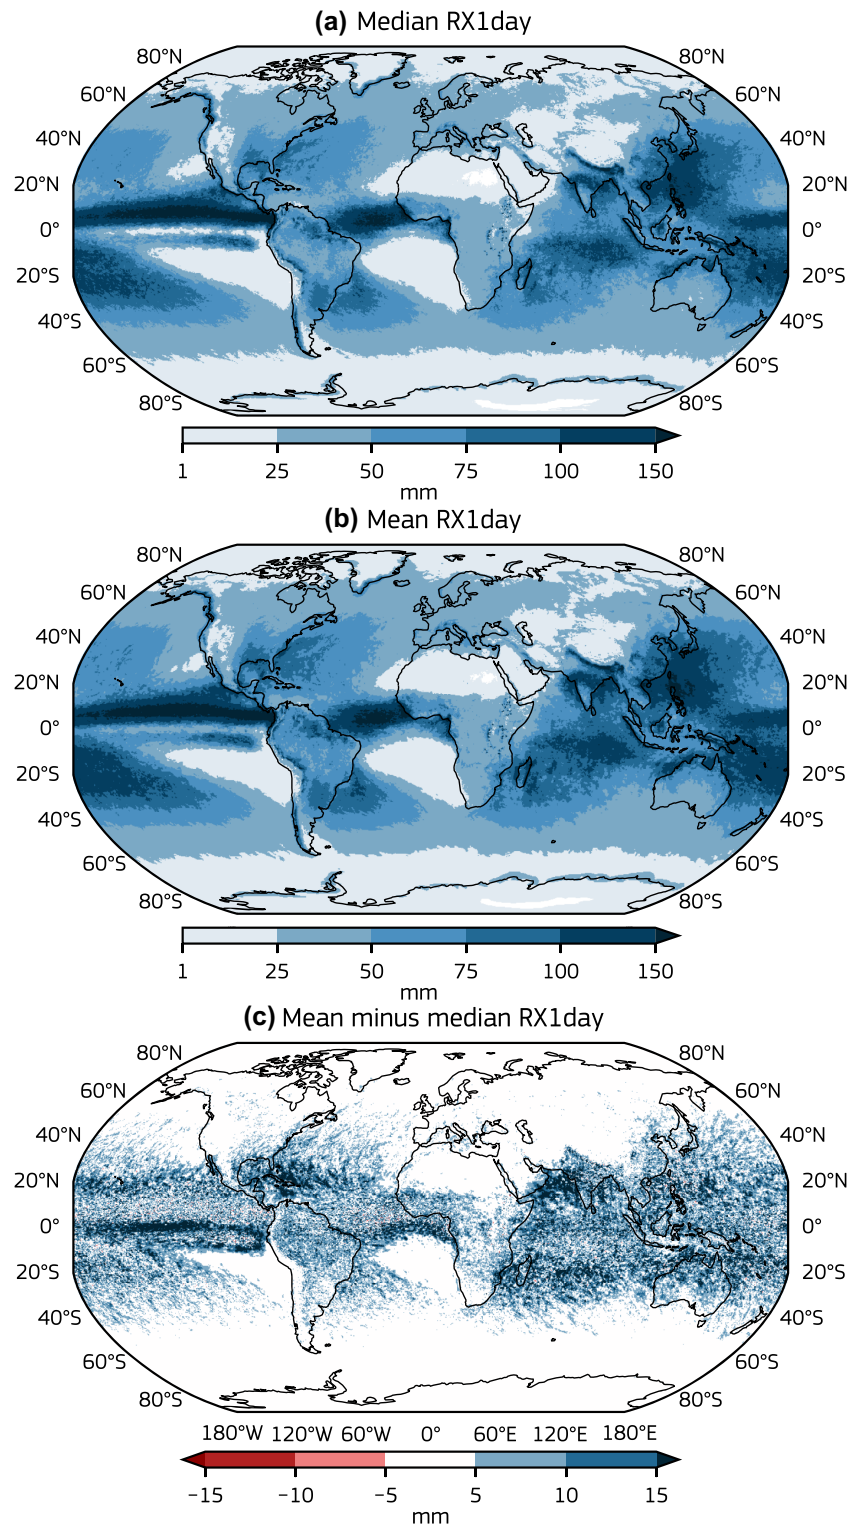 (a) Median RX1day
80°N 80°N
60°N 60°N
40°N 40°N
20°N 20°N
0° 0°
20°S 20°S
40°S 40°S
60°S 60°S
80°S 80°S
1 25 50 75 100 150
mm
(b) Mean RX1day
80°N 80°N
60°N 60°N
40°N 40°N
20°N 20°N
0° 0°
20°S 20°S
40°S 40°S
60°S 60°S
80°S 80°S
1 25 50 75 100 150
mm
(c) Mean minus median RX1day
80°N 80°N
60°N 60°N
40°N 40°N
20°N 20°N
0° 0°
20°S 20°S
40°S 40°S
60°S 60°S
80°S 80°S
180°W 120°W 60°W 0° 60°E 120°E 180°E
−15 −10 −5 5 10 15
mm